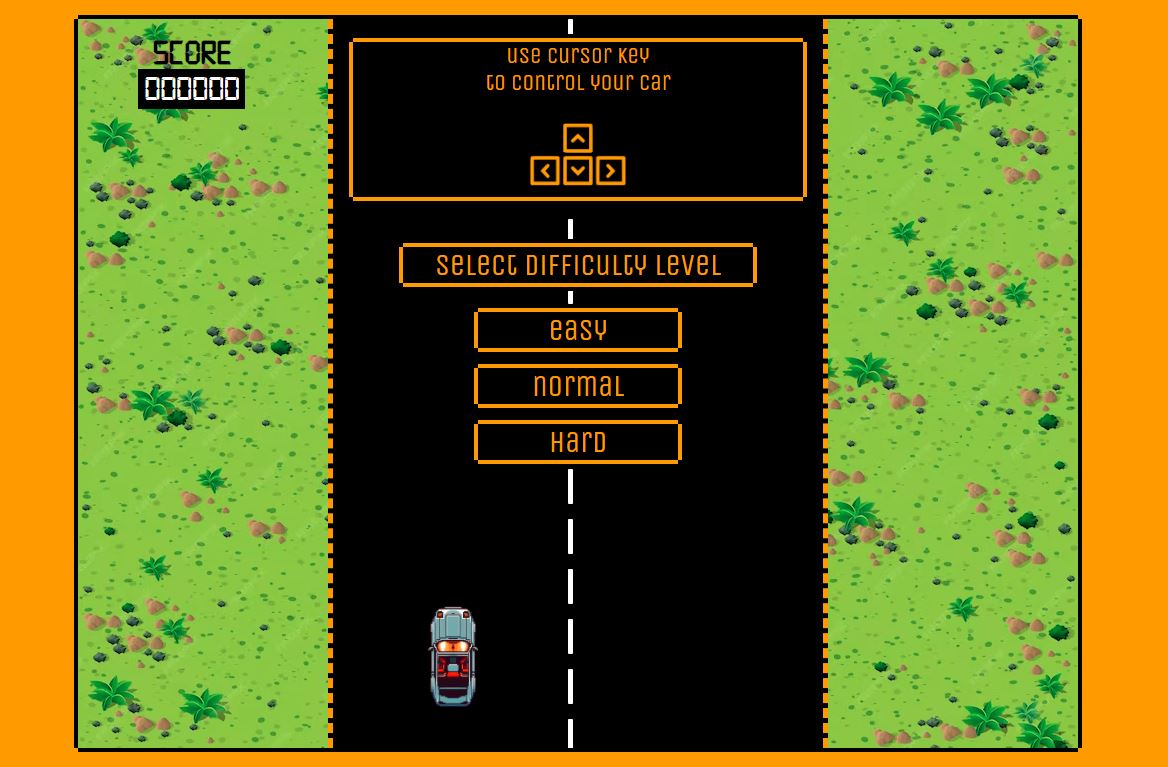 SCORE
000000
use cursor key
to control your car
select difficulty level
easy
normal
hard